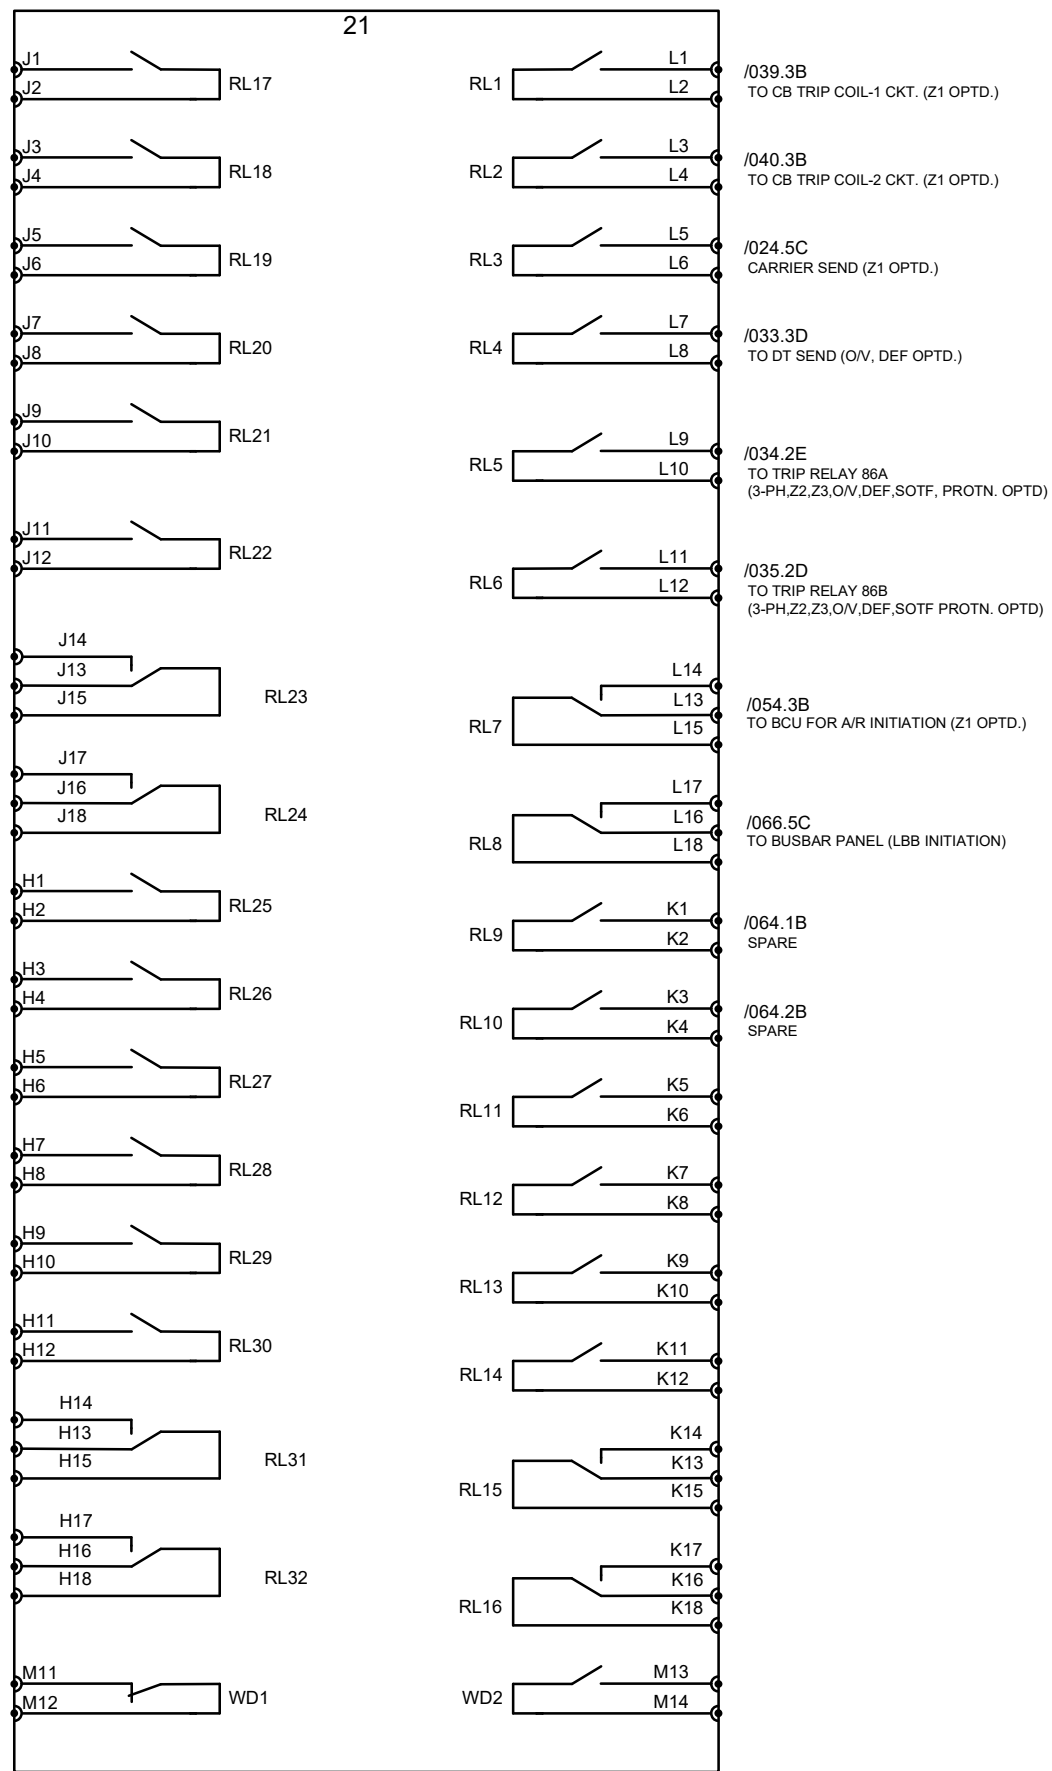 21
J1
J2
RL17
RL1
L1
L2
/039.3B
TO CB TRIP COIL-1 CKT. (Z1 OPTD.)
J3
J4
RL18
RL2
L3
L4
/040.3B
TO CB TRIP COIL-2 CKT. (Z1 OPTD.)
J5
J6
RL19
RL3
L5
L6
/024.5C
CARRIER SEND (Z1 OPTD.)
J7
J8
RL20
RL4
L7
L8
/033.3D
TO DT SEND (O/V, DEF OPTD.)
J9
J10
RL21
RL5
L9
L10
/034.2E
TO TRIP RELAY 86A
(3-PH,Z2,Z3,O/V,DEF,SOTF, PROTN. OPTD)
J11
J12
RL22
RL6
L11
L12
/035.2D
TO TRIP RELAY 86B
(3-PH,Z2,Z3,O/V,DEF,SOTF PROTN. OPTD)
J14
J13
J15
RL23
RL7
L14
L13
L15
/054.3B
TO BCU FOR A/R INITIATION (Z1 OPTD.)
J17
J16
J18
RL24
RL8
L17
L16
L18
/066.5C
TO BUSBAR PANEL (LBB INITIATION)
H1
H2
RL25
RL9
K1
K2
/064.1B
SPARE
H3
H4
RL26
RL10
K3
K4
/064.2B
SPARE
H5
H6
RL27
RL11
K5
K6
H7
H8
RL28
RL12
K7
K8
H9
H10
RL29
RL13
K9
K10
H11
H12
RL30
RL14
K11
K12
H14
H13
H15
RL31
RL15
K14
K13
K15
H17
H16
H18
RL32
RL16
K17
K16
K18
M11
M12
WD1
WD2
M13
M14